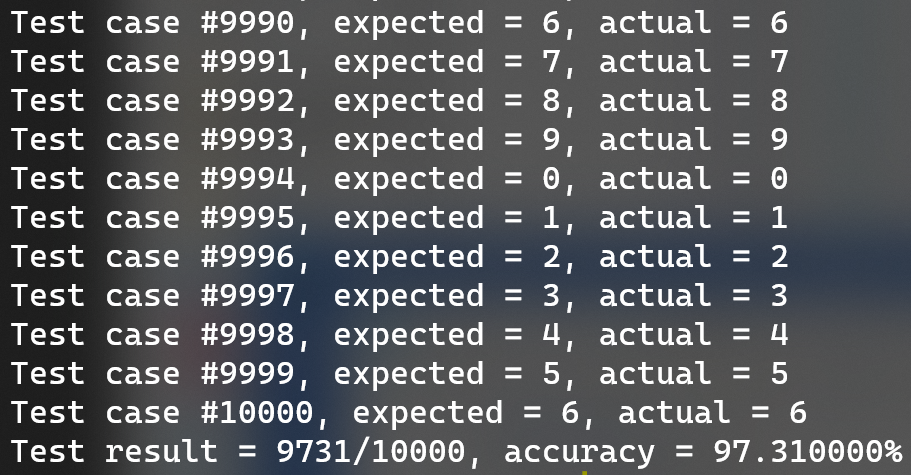 Test case #9990, expected = 6, actual = 6
Test case #9991, expected = 7, actual = 7
Test case #9992, expected = 8, actual = 8
Test case #9993, expected = 9, actual = 9
Test case #9994, expected = 0, actual = 0
Test case #9995, expected = 1, actual = 1
Test case #9996, expected = 2, actual = 2
Test case #9997, expected = 3, actual = 3
Test case #9998, expected = 4, actual = 4
Test case #9999, expected = 5, actual = 5
Test case #10000, expected = 6, actual = 6
Test result = 9731/10000, accuracy = 97.310000%